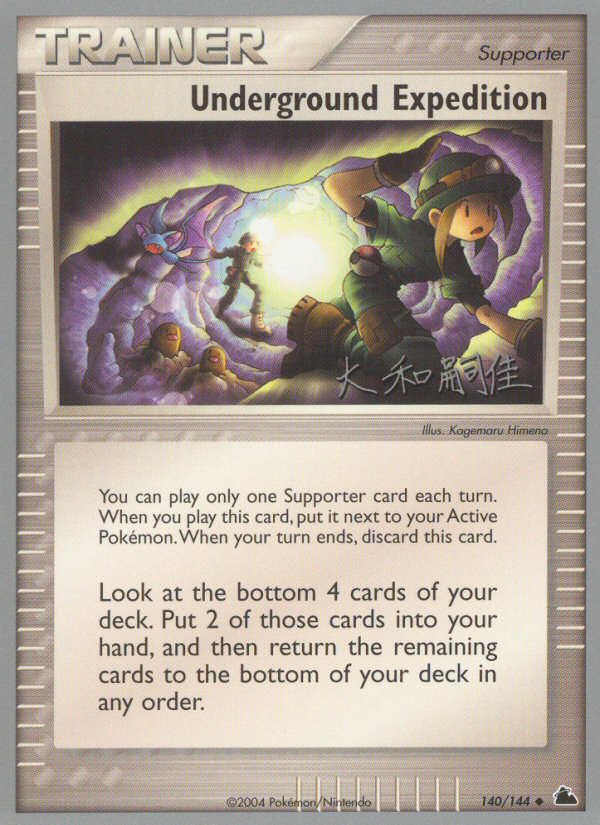 TRAINER
Supporter
Underground Expedition
大和嗣佳
Illus. Kagemaru Himeno
You can play only one Supporter card each turn.
When you play this card, put it next to your Active
Pokémon. When your turn ends, discard this card.
Look at the bottom 4 cards of your
deck. Put 2 of those cards into your
hand, and then return the remaining
cards to the bottom of your deck in
any order.
©2004 Pokémon/Nintendo
140/144